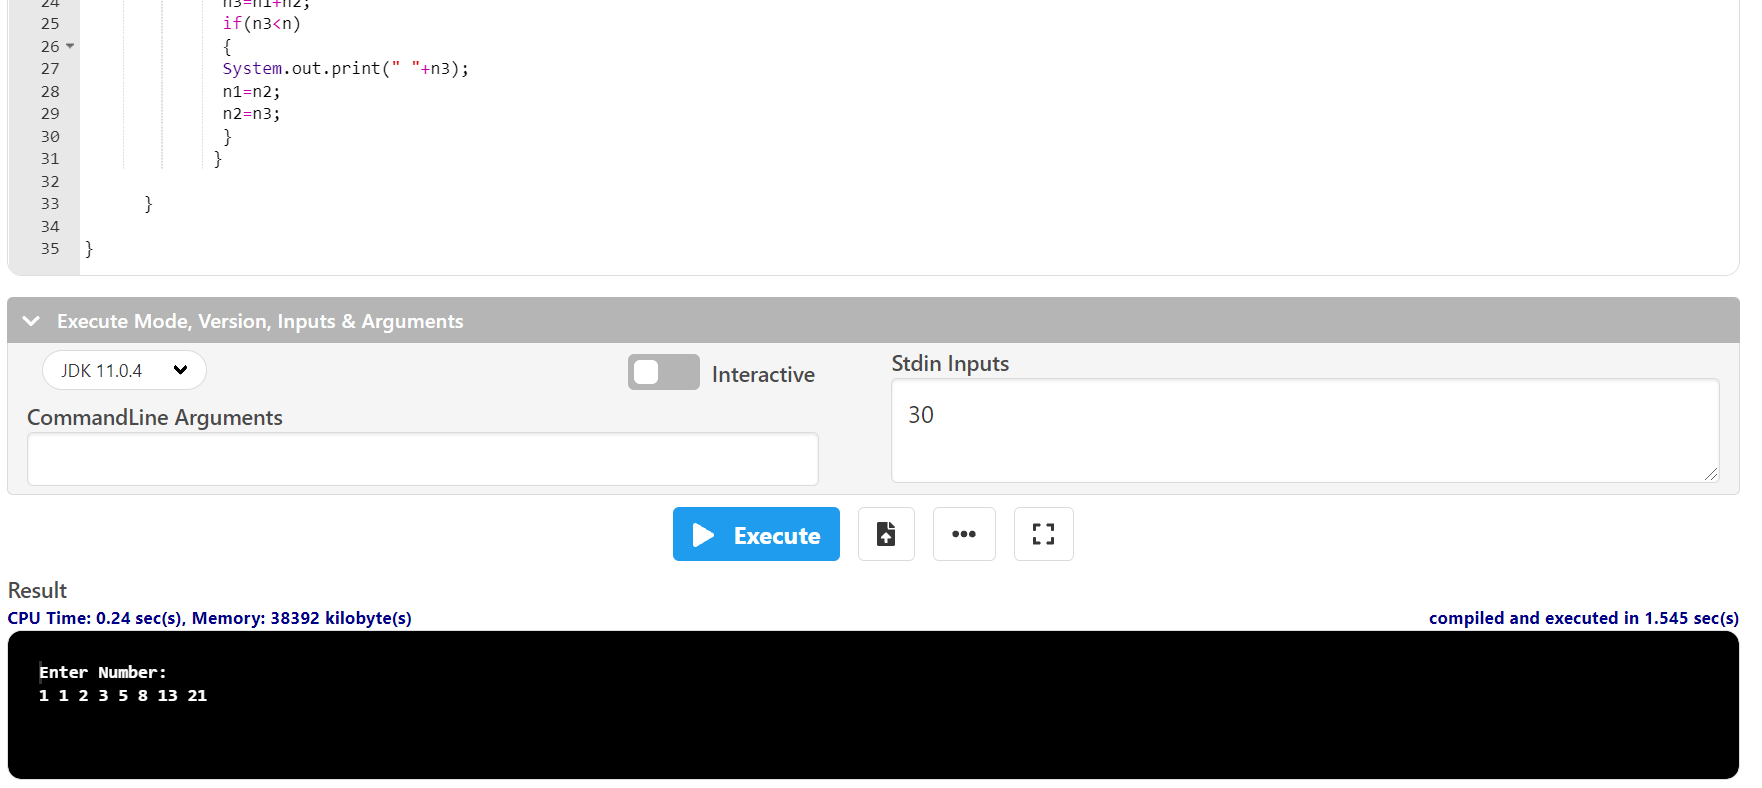 24 n3=n1+n2;
25 if(n3<n)
26 {
27 System.out.print(" "+n3);
28 n1=n2;
29 n2=n3;
30 }
31 }
32
33 }
34
35 }
Execute Mode, Version, Inputs & Arguments
JDK 11.0.4
Interactive
Stdin Inputs
30
CommandLine Arguments
Execute
Result
CPU Time: 0.24 sec(s), Memory: 38392 kilobyte(s)
compiled and executed in 1.545 sec(s)
Enter Number:
1 1 2 3 5 8 13 21